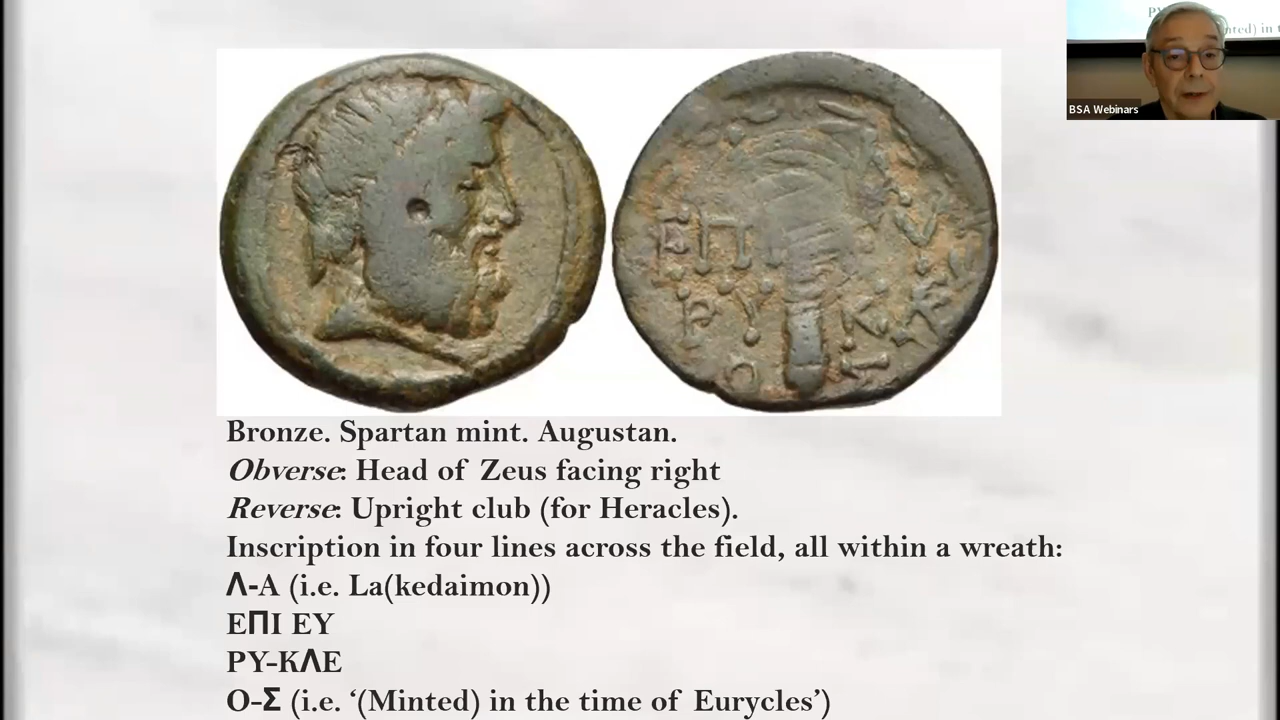 BSA Webinars
ΕΠ
ΡΥ Κ
Ο
Bronze. Spartan mint. Augustan.
Obverse: Head of Zeus facing right
Reverse: Upright club (for Heracles).
Inscription in four lines across the field, all within a wreath:
Λ-Α (i.e. La(kedaimon))
ΕΠΙ ΕΥ
ΡΥ-ΚΛΕ
Ο-Σ (i.e. ‘(Minted) in the time of Eurycles’)